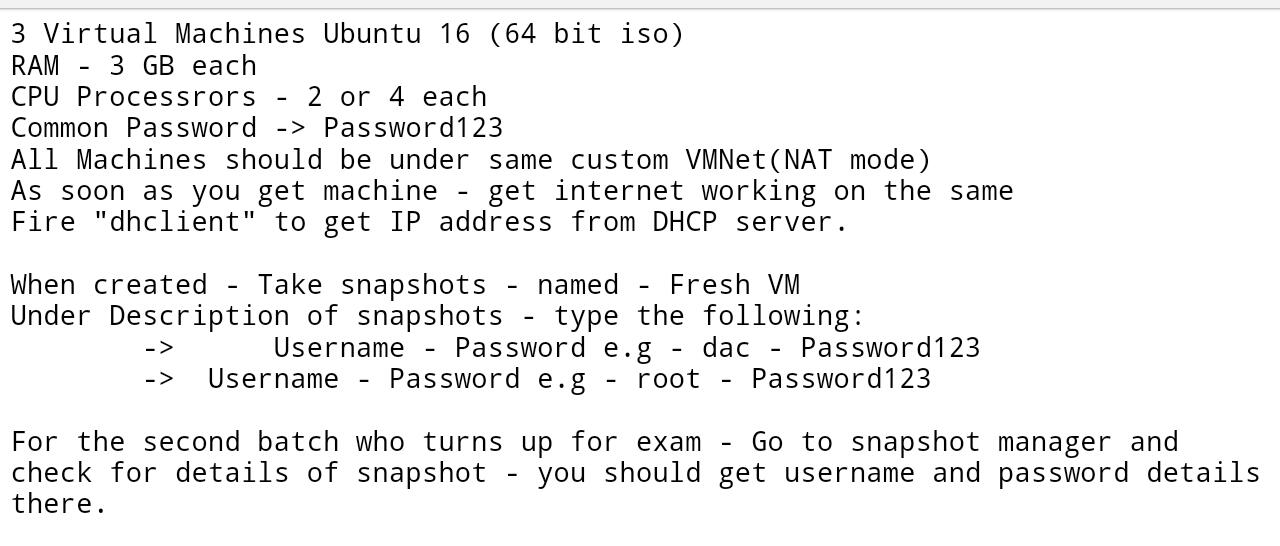 3 Virtual Machines Ubuntu 16 (64 bit iso)
RAM - 3 GB each
CPU Processrors - 2 or 4 each
Common Password -> Password123
All Machines should be under same custom VMNet(NAT mode)
As soon as you get machine - get internet working on the same
Fire "dhclient" to get IP address from DHCP server.

When created - Take snapshots - named - Fresh VM
Under Description of snapshots - type the following:
        ->      Username - Password e.g - dac - Password123
        ->  Username - Password e.g - root - Password123

For the second batch who turns up for exam - Go to snapshot manager and
check for details of snapshot - you should get username and password details
there.